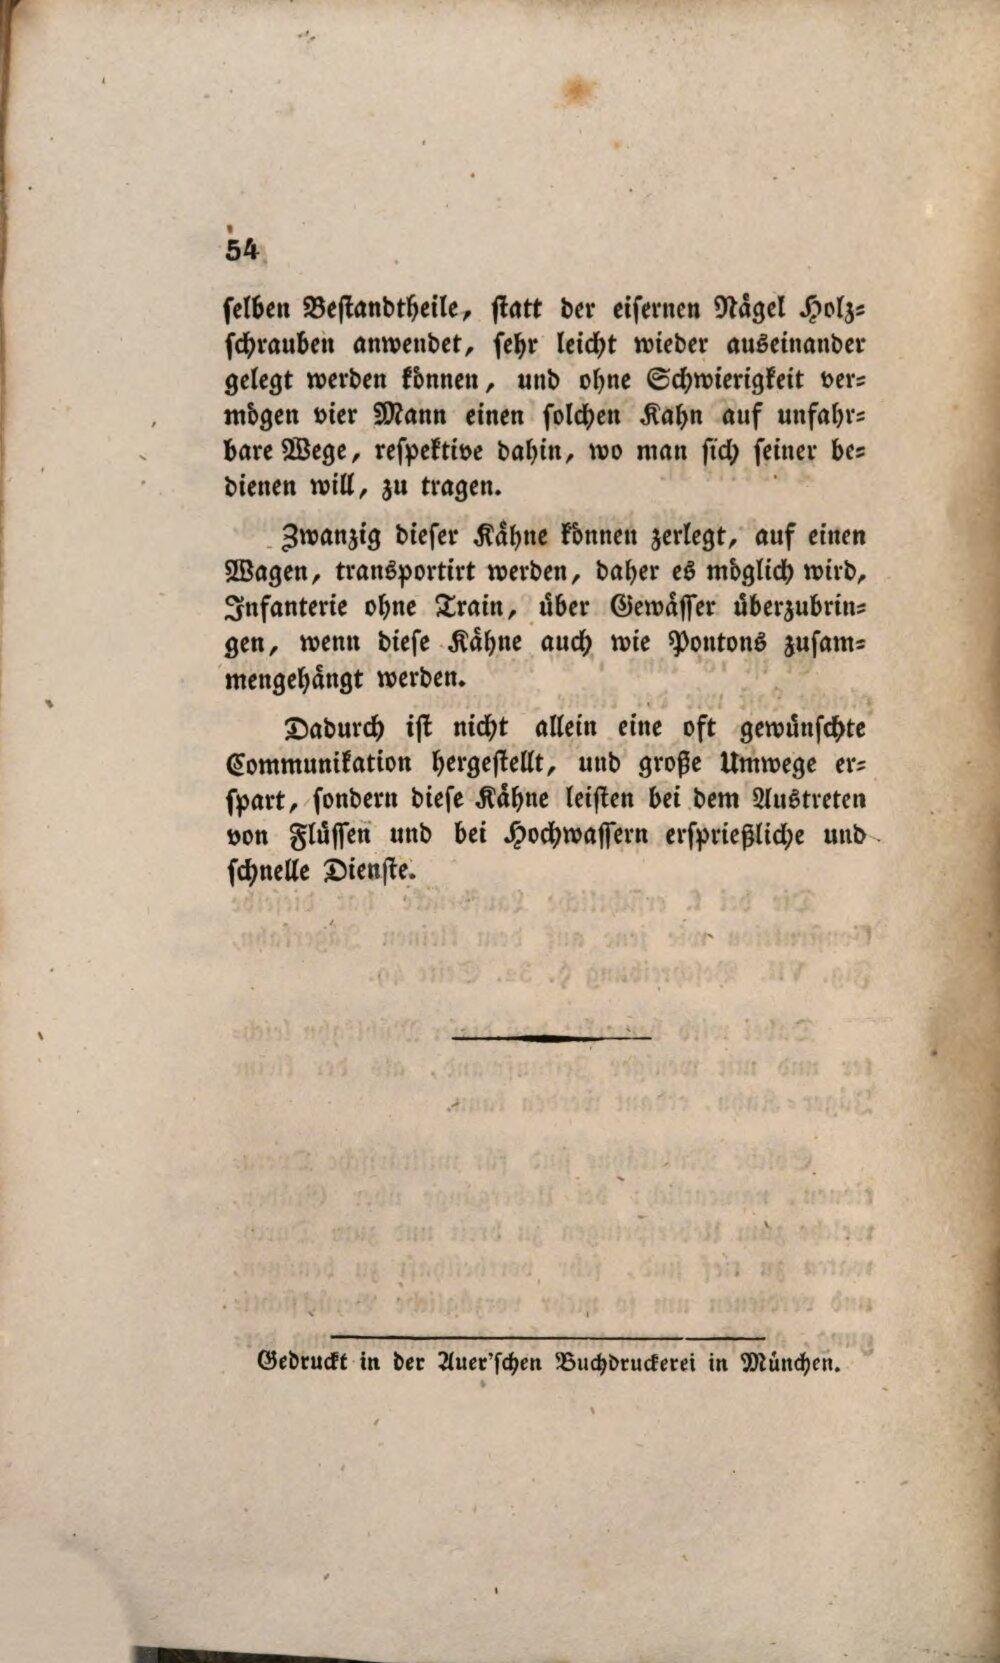 54
selben Bestandtheile, statt der eisernen Nägel Holz-
schrauben anwendet, sehr leicht wieder auseinander
gelegt werden können, und ohne Schwierigkeit ver-
mögen vier Mann einen solchen Kahn auf unfahr-
bare Wege, respektive dahin, wo man sich seiner be-
dienen will, zu tragen.
Zwanzig dieser Kähne können zerlegt, auf einen
Wagen, transportirt werden, daher es möglich wird,
Infanterie ohne Train, über Gewässer überzubrin-
gen, wenn diese Kähne auch wie Pontons zusam-
mengehängt werden.
Dadurch ist nicht allein eine oft gewünschte
Communikation hergestellt, und große Umwege er-
spart, sondern diese Kähne leisten bei dem Austreten
von Flüssen und bei Hochwassern ersprießliche und
schnelle Dienste.
Gedruckt in der Auer'schen Buchdruckerei in München.